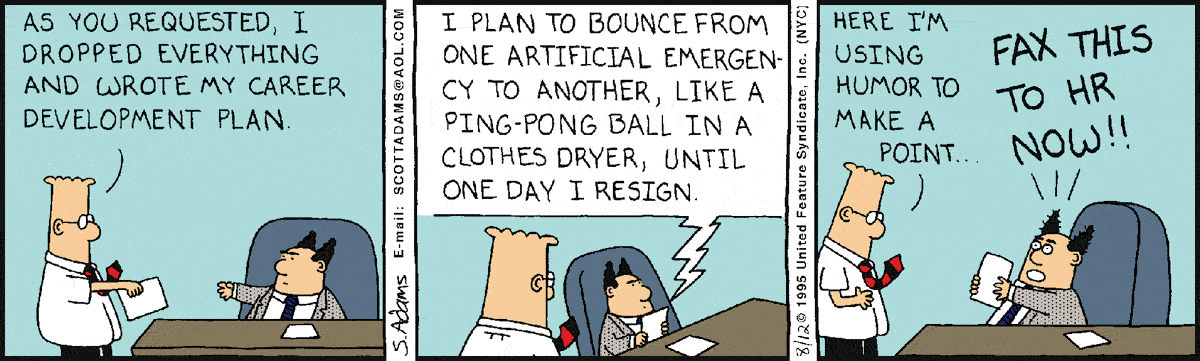 AS YOU REQUESTED, I
DROPPED EVERYTHING
AND WROTE MY CAREER
DEVELOPMENT PLAN.
S.Adams E-mail: SCOTTADAMS@AOL.COM
I PLAN TO BOUNCE FROM
ONE ARTIFICIAL EMERGEN-
CY TO ANOTHER, LIKE A
PING-PONG BALL IN A
CLOTHES DRYER, UNTIL
ONE DAY I RESIGN.
8/12 © 1995 United Feature Syndicate, Inc. (NYC)
HERE I'M
USING
HUMOR TO
MAKE A
POINT...
FAX THIS
TO HR
NOW!!